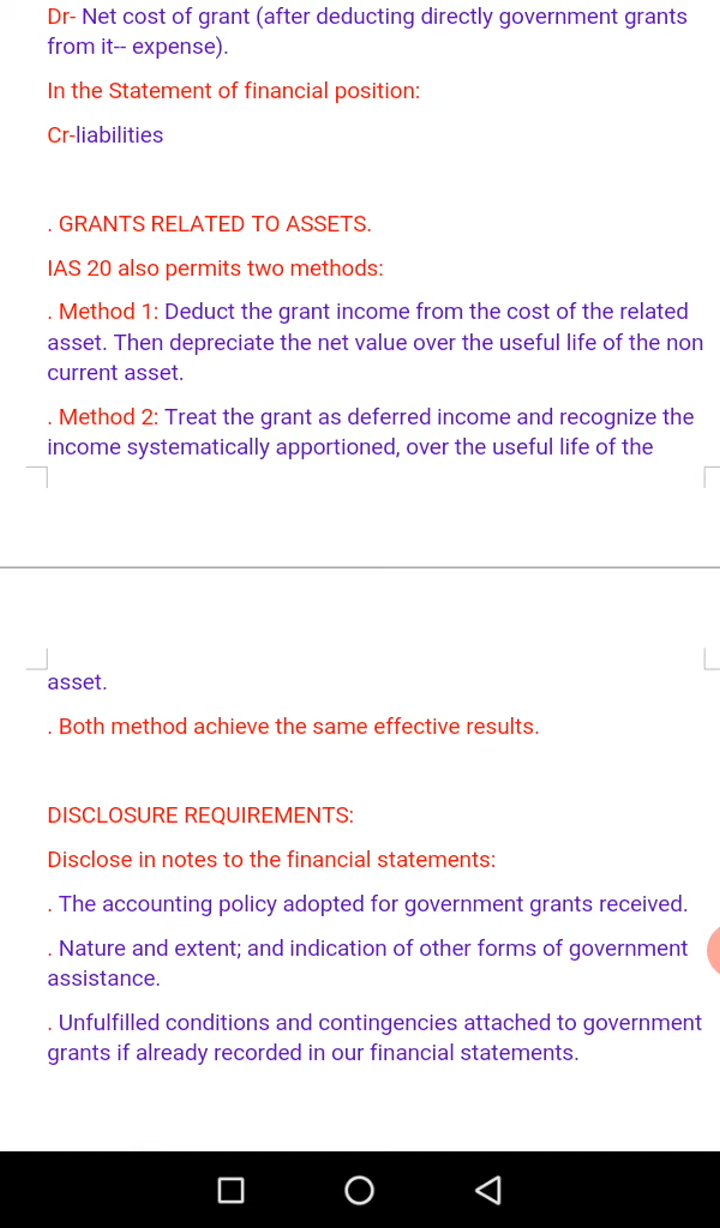 Dr- Net cost of grant (after deducting directly government grants
from it-- expense).
In the Statement of financial position:
Cr-liabilities
. GRANTS RELATED TO ASSETS.
IAS 20 also permits two methods:
. Method 1: Deduct the grant income from the cost of the related
asset. Then depreciate the net value over the useful life of the non
current asset.
. Method 2: Treat the grant as deferred income and recognize the
income systematically apportioned, over the useful life of the
asset.
. Both method achieve the same effective results.
DISCLOSURE REQUIREMENTS:
Disclose in notes to the financial statements:
. The accounting policy adopted for government grants received.
. Nature and extent; and indication of other forms of government
assistance.
. Unfulfilled conditions and contingencies attached to government
grants if already recorded in our financial statements.